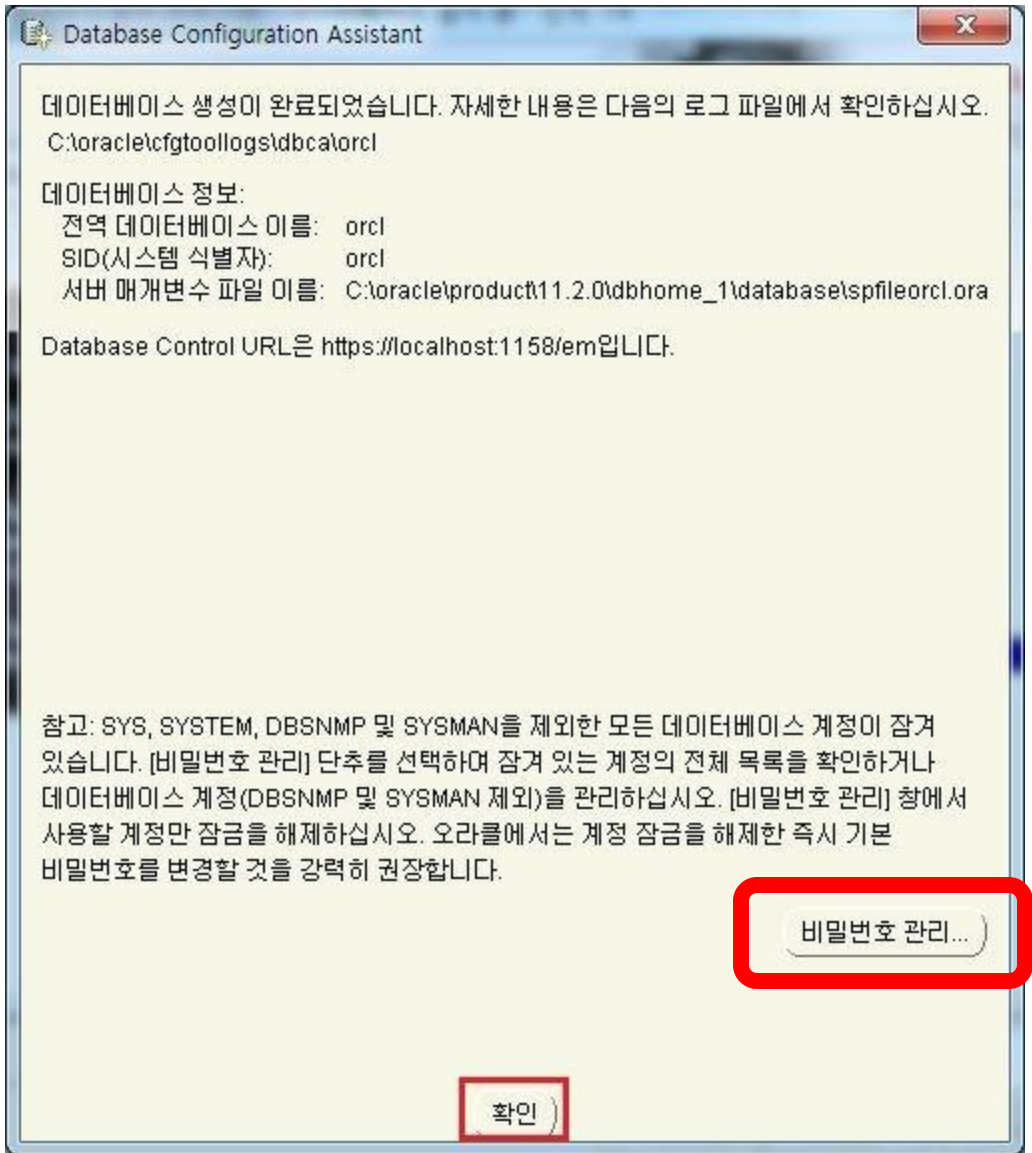 Database Configuration Assistant
데이터베이스 생성이 완료되었습니다. 자세한 내용은 다음의 로그 파일에서 확인하십시오.
C:\oracle\cfgtoollogs\dbca\orcl
데이터베이스 정보:
전역 데이터베이스 이름: orcl
SID(시스템 식별자): orcl
서버 매개변수 파일 이름: C:\oracle\product\11.2.0\dbhome_1\database\spfileorcl.ora
Database Control URL은 https://localhost:1158/em입니다.
참고: SYS, SYSTEM, DBSNMP 및 SYSMAN을 제외한 모든 데이터베이스 계정이 잠겨
있습니다. [비밀번호 관리] 단추를 선택하여 잠겨 있는 계정의 전체 목록을 확인하거나
데이터베이스 계정(DBSNMP 및 SYSMAN 제외)을 관리하십시오. [비밀번호 관리] 창에서
사용할 계정만 잠금을 해제하십시오. 오라클에서는 계정 잠금을 해제한 즉시 기본
비밀번호를 변경할 것을 강력히 권장합니다.
비밀번호 관리...
확인